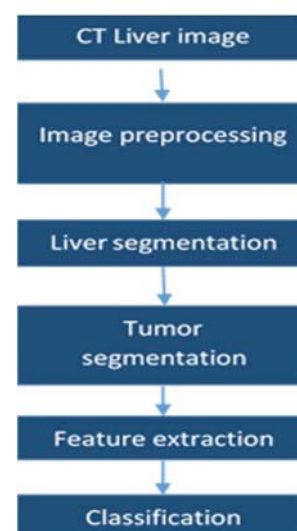 CT Liver image
Image preprocessing
Liver segmentation
Tumor
segmentation
Feature extraction
Classification